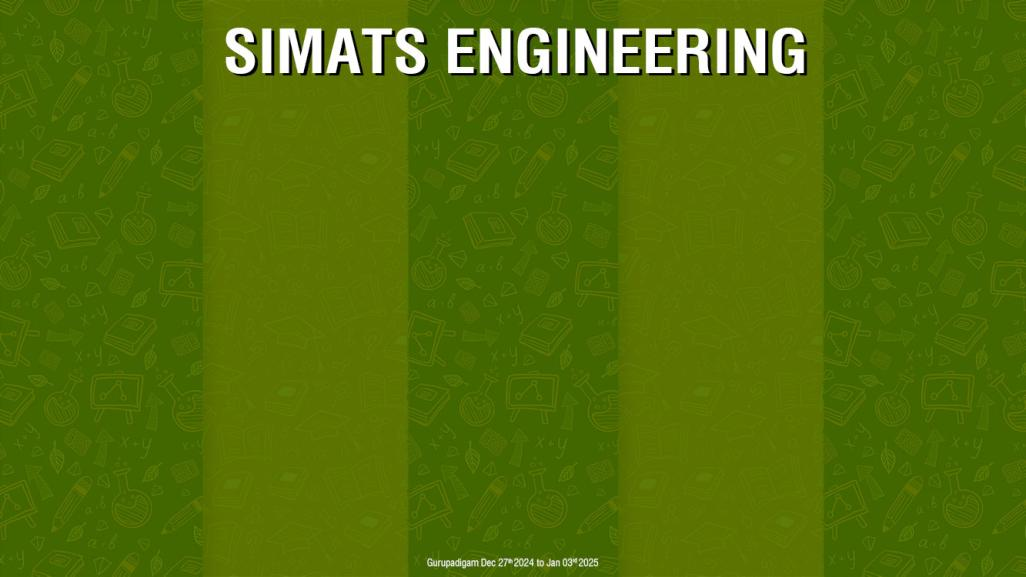 SIMATS ENGINEERING
Gurupadigam Dec 27th 2024 to Jan 03rd 2025